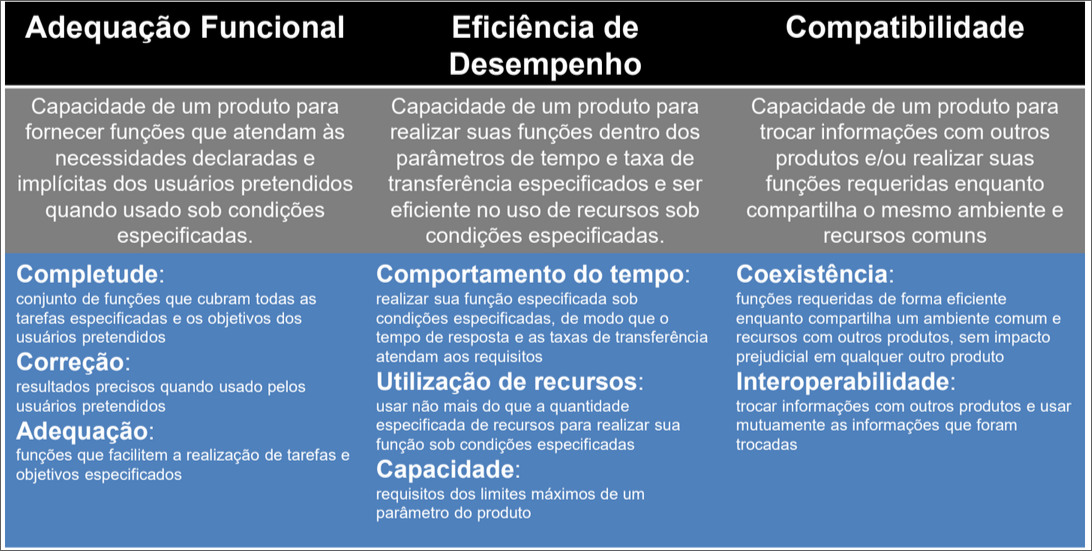 Adequação Funcional
Capacidade de um produto para
fornecer funções que atendam às
necessidades declaradas e
implícitas dos usuários pretendidos
quando usado sob condições
especificadas.
Completude:
conjunto de funções que cubram todas as
tarefas especificadas e os objetivos dos
usuários pretendidos
Correção:
resultados precisos quando usado pelos
usuários pretendidos
Adequação:
funções que facilitem a realização de tarefas e
objetivos especificados
Eficiência de
Desempenho
Capacidade de um produto para
realizar suas funções dentro dos
parâmetros de tempo e taxa de
transferência especificados e ser
eficiente no uso de recursos sob
condições especificadas.
Comportamento do tempo:
realizar sua função especificada sob
condições especificadas, de modo que o
tempo de resposta e as taxas de transferência
atendam aos requisitos
Utilização de recursos:
usar não mais do que a quantidade
especificada de recursos para realizar sua
função sob condições especificadas
Capacidade:
requisitos dos limites máximos de um
parâmetro do produto
Compatibilidade
Capacidade de um produto para
trocar informações com outros
produtos e/ou realizar suas
funções requeridas enquanto
compartilha o mesmo ambiente e
recursos comuns
Coexistência:
funções requeridas de forma eficiente
enquanto compartilha um ambiente comum e
recursos com outros produtos, sem impacto
prejudicial em qualquer outro produto
Interoperabilidade:
trocar informações com outros produtos e usar
mutuamente as informações que foram
trocadas